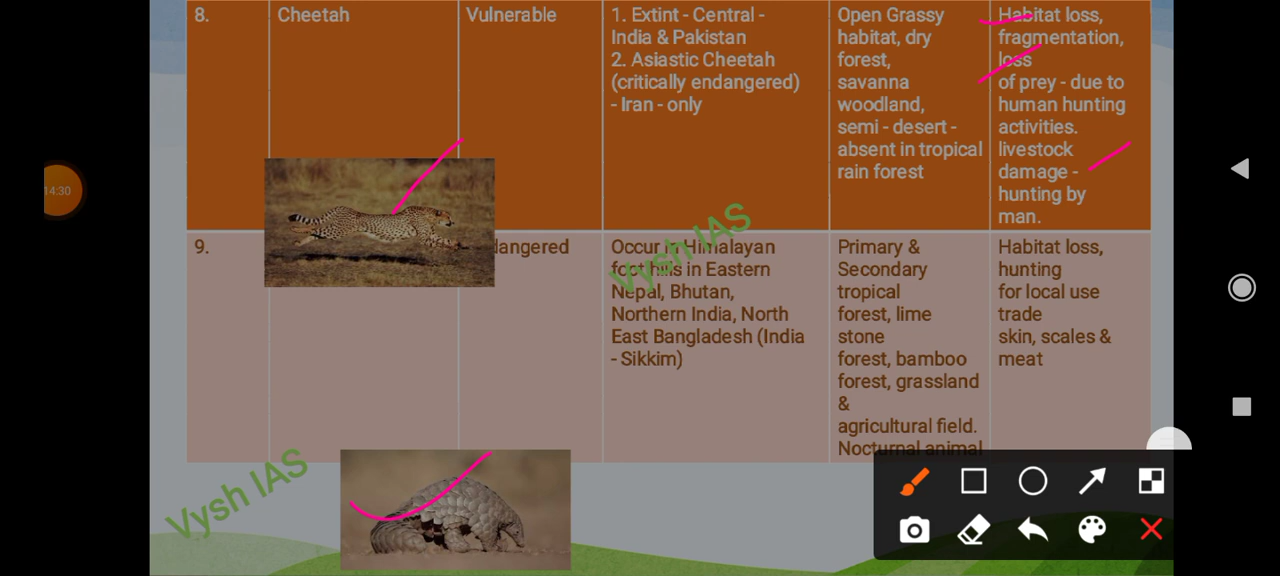 8.
Cheetah
Vulnerable
1. Extint - Central -
India & Pakistan
2. Asiastic Cheetah
(critically endangered)
- Iran - only
Open Grassy
habitat, dry
forest,
savanna
woodland,
semi - desert -
absent in tropical
rain forest
Habitat loss,
fragmentation,
loss
of prey - due to
human hunting
activities.
livestock
damage -
hunting by
man.
14:30
9.
Occur in Himalayan
foothills in Eastern
Nepal, Bhutan,
Northern India, North
East Bangladesh (India
- Sikkim)
Primary &
Secondary
tropical
forest, lime
stone
forest, bamboo
forest, grassland
&
agricultural field.
Nocturnal animal
Habitat loss,
hunting
for local use
trade
skin, scales &
meat
Vysh IAS
Vysh IAS